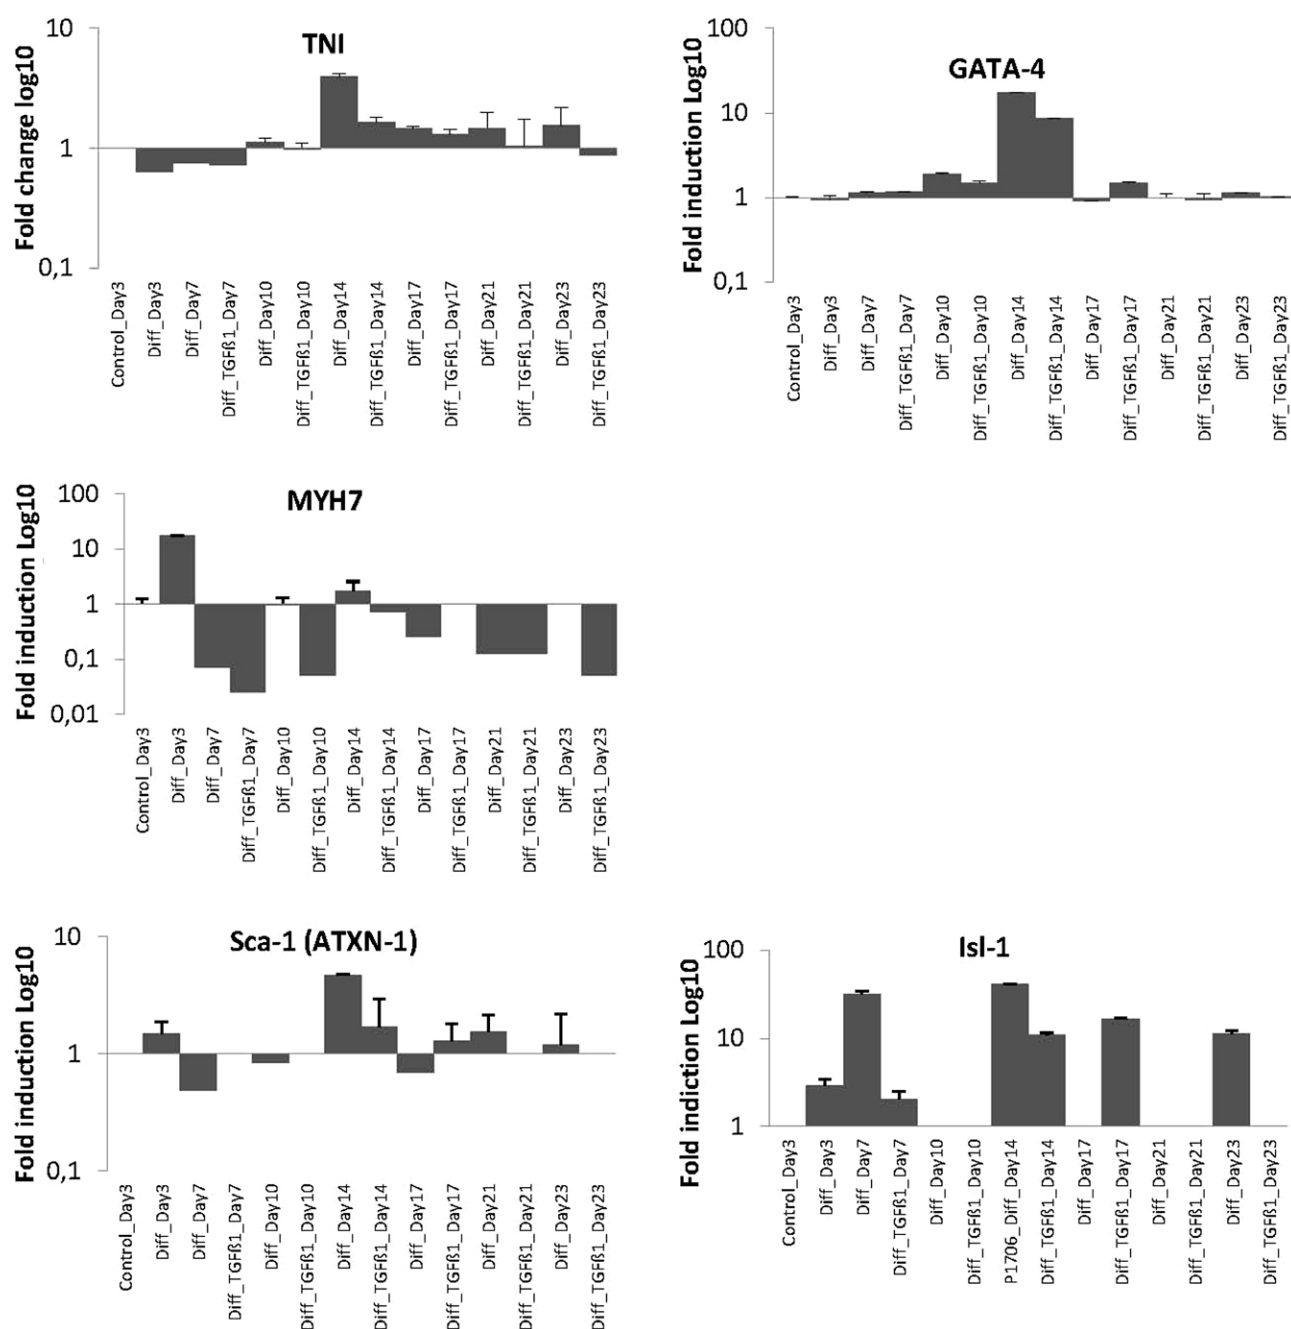 TNI
Fold change log10
10
1
0,1
Control_Day3
Diff_Day3
Diff_Day7
Diff_TGFß1_Day7
Diff_Day10
Diff_TGFß1_Day10
Diff_Day14
Diff_TGFß1_Day14
Diff_Day17
Diff_TGFß1_Day17
Diff_Day21
Diff_TGFß1_Day21
Diff_Day23
Diff_TGFß1_Day23
GATA-4
Fold induction Log10
100
10
1
0,1
Control_Day3
Diff_Day3
Diff_Day7
Diff_TGFß1_Day7
Diff_Day10
Diff_TGFß1_Day10
Diff_Day14
Diff_TGFß1_Day14
Diff_Day17
Diff_TGFß1_Day17
Diff_Day21
Diff_TGFß1_Day21
Diff_Day23
Diff_TGFß1_Day23
MYH7
Fold induction Log10
100
10
1
0,1
0,01
Control_Day3
Diff_Day3
Diff_Day7
Diff_TGFß1_Day7
Diff_Day10
Diff_TGFß1_Day10
Diff_Day14
Diff_TGFß1_Day14
Diff_Day17
Diff_TGFß1_Day17
Diff_Day21
Diff_TGFß1_Day21
Diff_Day23
Diff_TGFß1_Day23
Sca-1 (ATXN-1)
Fold induction Log10
10
1
0,1
Control_Day3
Diff_Day3
Diff_Day7
Diff_TGFß1_Day7
Diff_Day10
Diff_TGFß1_Day10
Diff_Day14
Diff_TGFß1_Day14
Diff_Day17
Diff_TGFß1_Day17
Diff_Day21
Diff_TGFß1_Day21
Diff_Day23
Diff_TGFß1_Day23
Isl-1
Fold indiction Log10
100
10
1
Control_Day3
Diff_Day3
Diff_Day7
Diff_TGFß1_Day7
Diff_Day10
Diff_TGFß1_Day10
P1706_Diff_Day14
Diff_TGFß1_Day14
Diff_Day17
Diff_TGFß1_Day17
Diff_Day21
Diff_TGFß1_Day21
Diff_Day23
Diff_TGFß1_Day23